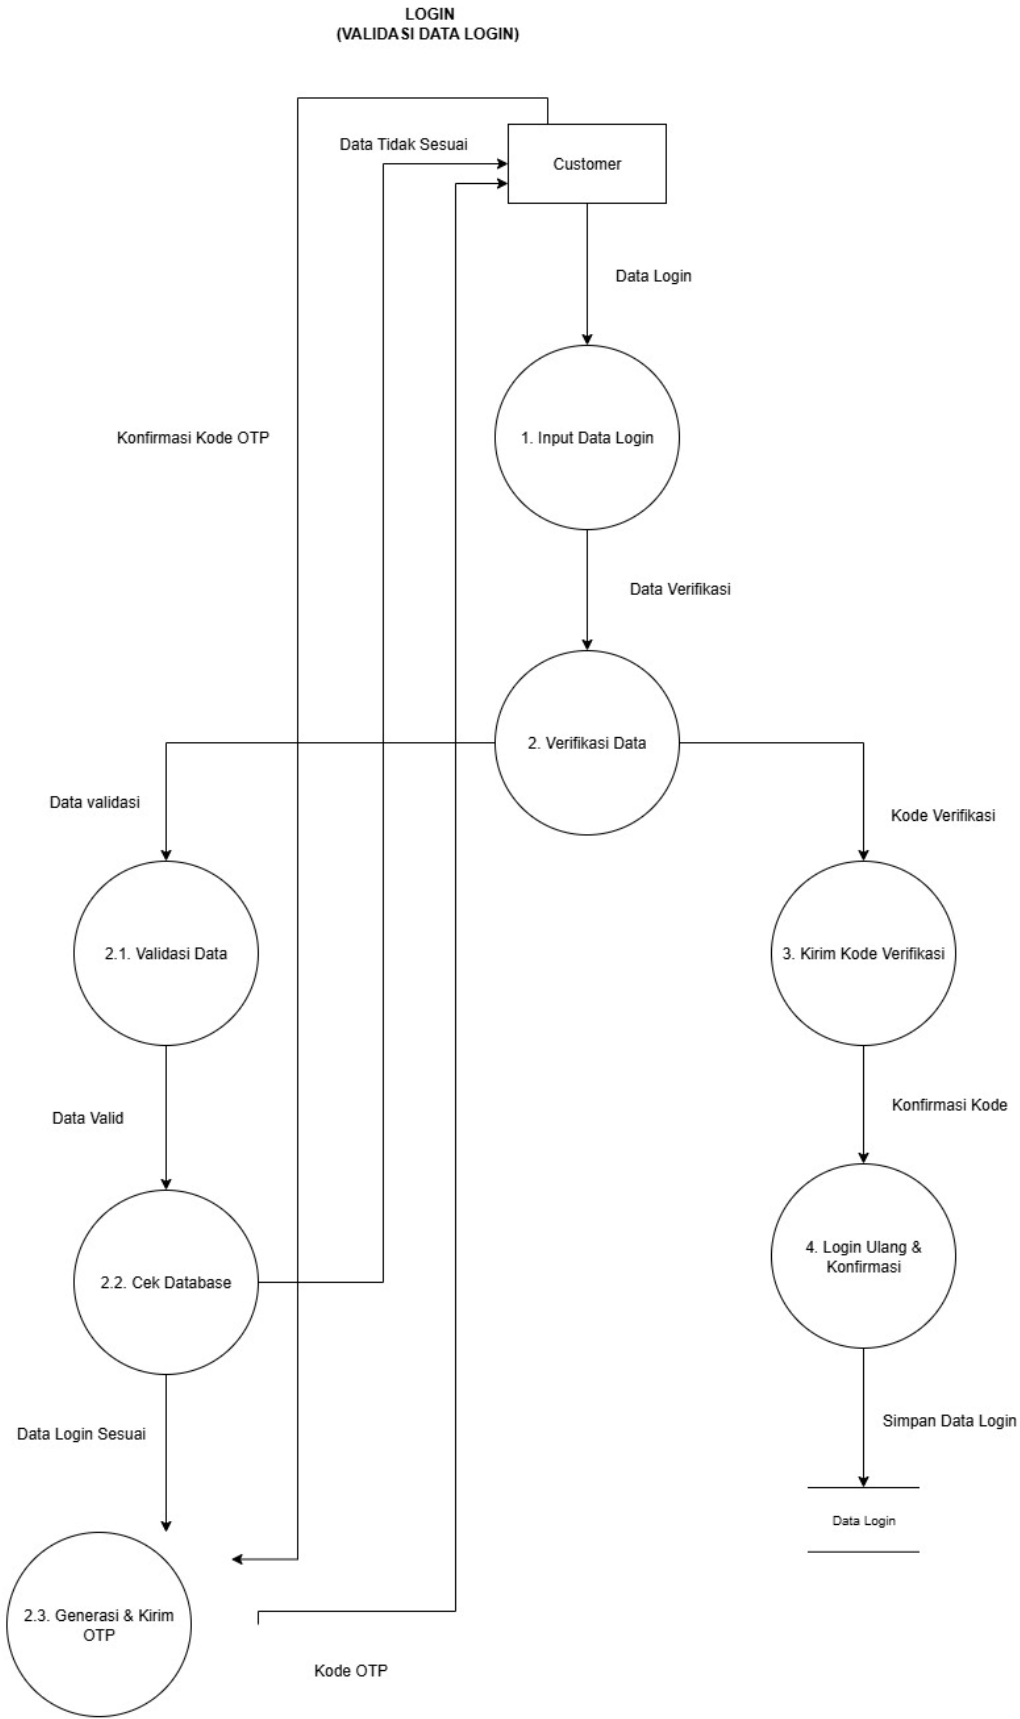 LOGIN
(VALIDASI DATA LOGIN)
Data Tidak Sesuai
Customer
Data Login
Konfirmasi Kode OTP
1. Input Data Login
Data Verifikasi
2. Verifikasi Data
Data validasi
Kode Verifikasi
2.1. Validasi Data
3. Kirim Kode Verifikasi
Data Valid
Konfirmasi Kode
2.2. Cek Database
4. Login Ulang &
Konfirmasi
Data Login Sesuai
Simpan Data Login
Data Login
2.3. Generasi & Kirim
OTP
Kode OTP